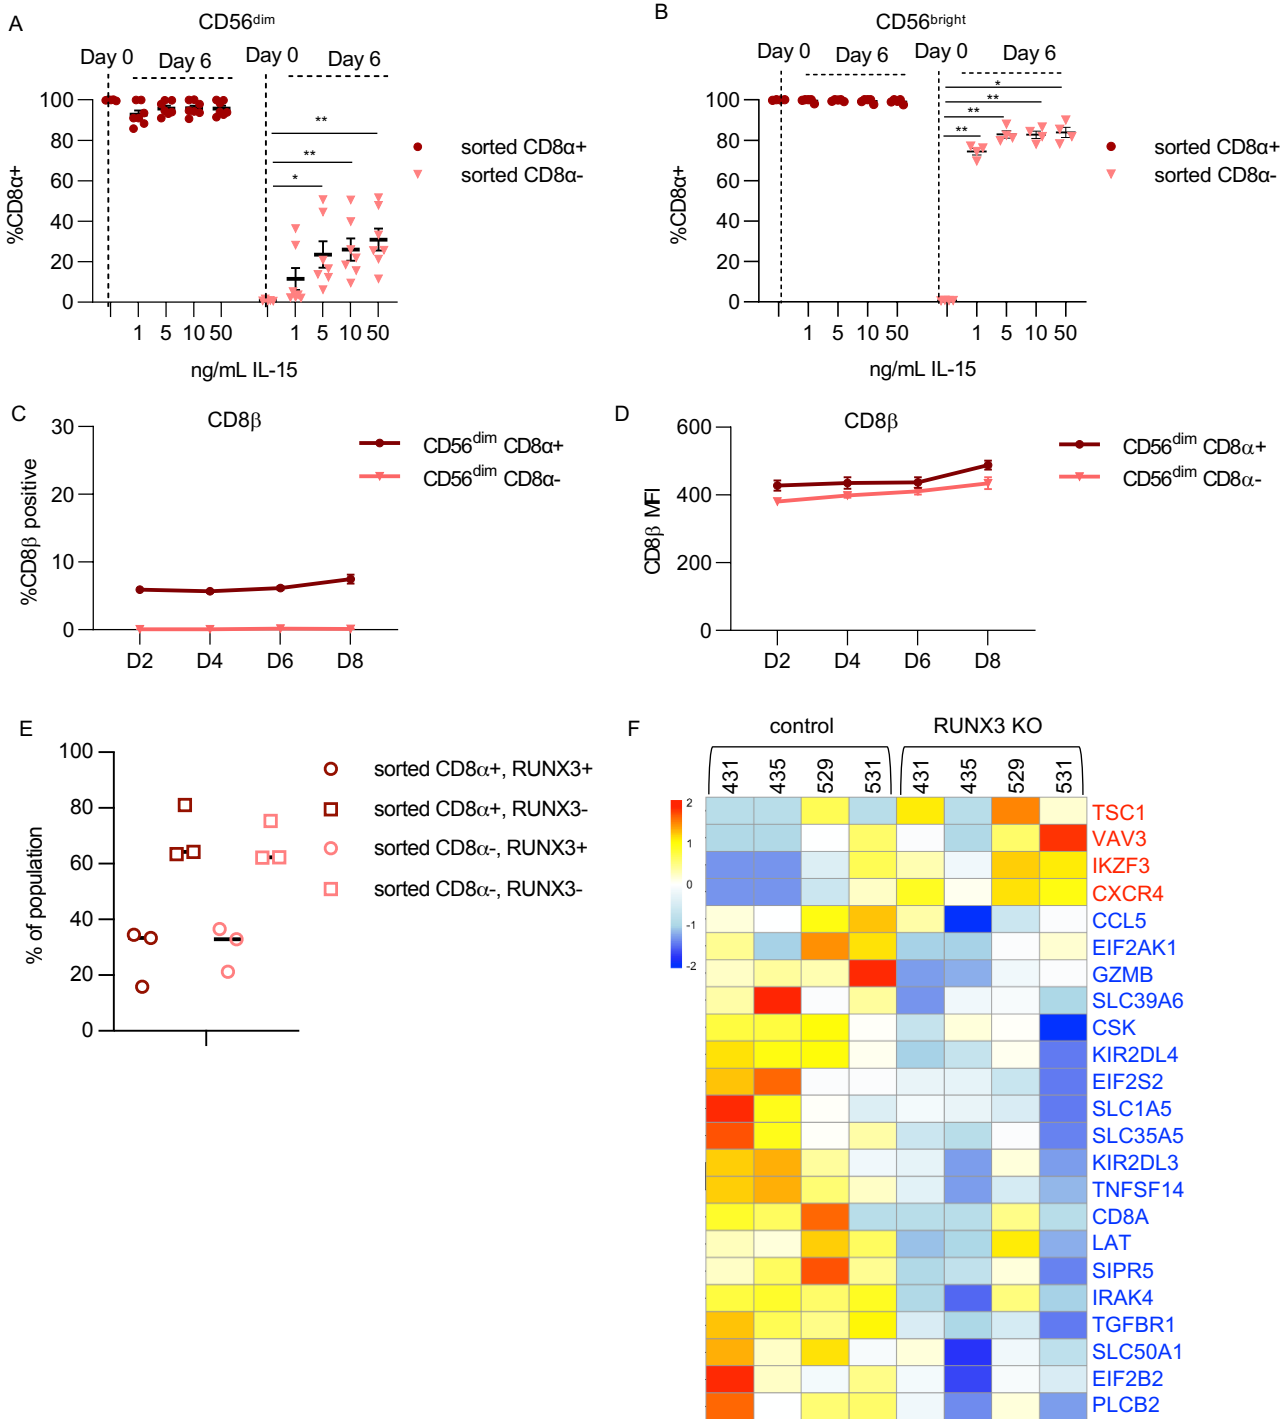 A
CD56dim
Day 0
Day 6
Day 0
Day 6
%CD8α+
100
80
60
40
20
0
**
**
*
1 5 10 50
1 5 10 50
ng/mL IL-15
sorted CD8α+
sorted CD8α-
B
CD56bright
Day 0
Day 6
Day 0
Day 6
%CD8α+
100
80
60
40
20
0
*
**
**
**
1 5 10 50
1 5 10 50
ng/mL IL-15
sorted CD8α+
sorted CD8α-
C
CD8β
%CD8β positive
30
20
10
0
D2 D4 D6 D8
CD56dim CD8α+
CD56dim CD8α-
D
CD8β
CD8β MFI
600
400
200
0
D2 D4 D6 D8
CD56dim CD8α+
CD56dim CD8α-
E
% of population
100
80
60
40
20
0
sorted CD8α+, RUNX3+
sorted CD8α+, RUNX3-
sorted CD8α-, RUNX3+
sorted CD8α-, RUNX3-
F
control RUNX3 KO
431 435 529 531 431 435 529 531
2
1
0
-1
-2
TSC1
VAV3
IKZF3
CXCR4
CCL5
EIF2AK1
GZMB
SLC39A6
CSK
KIR2DL4
EIF2S2
SLC1A5
SLC35A5
KIR2DL3
TNFSF14
CD8A
LAT
SIPR5
IRAK4
TGFBR1
SLC50A1
EIF2B2
PLCB2